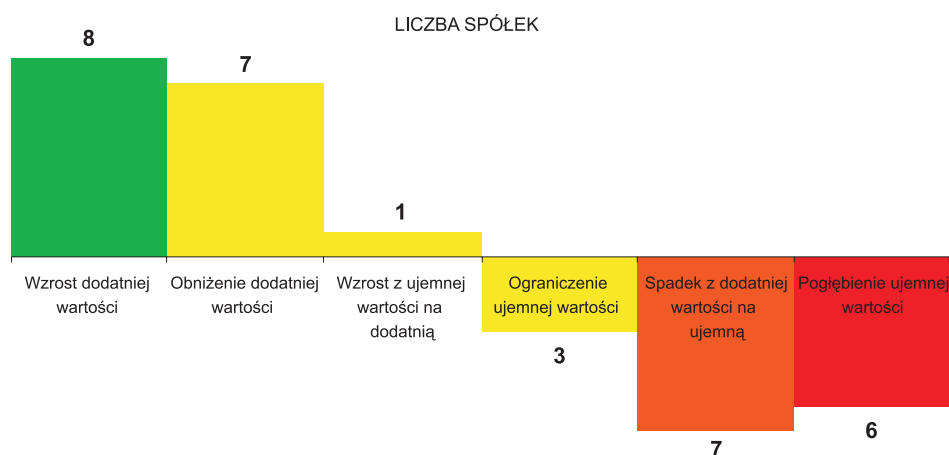 LICZBA SPÓŁEK
8
7
1
Wzrost dodatniej
wartości
Obniżenie dodatniej
wartości
Wzrost z ujemnej
wartości na
dodatnią
Ograniczenie
ujemnej wartości
Spadek z dodatniej
wartości na
ujemną
Pogłębienie ujemnej
wartości
3
7
6